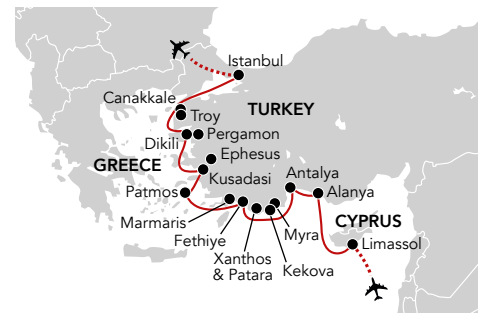 Istanbul
Canakkale
TURKEY
Troy
Dikili
Pergamon
Ephesus
GREECE
Kusadasi
Antalya
Patmos
Alanya
Marmaris
CYPRUS
Myra
Fethiye
Limassol
Xanthos
& Patara
Kekova